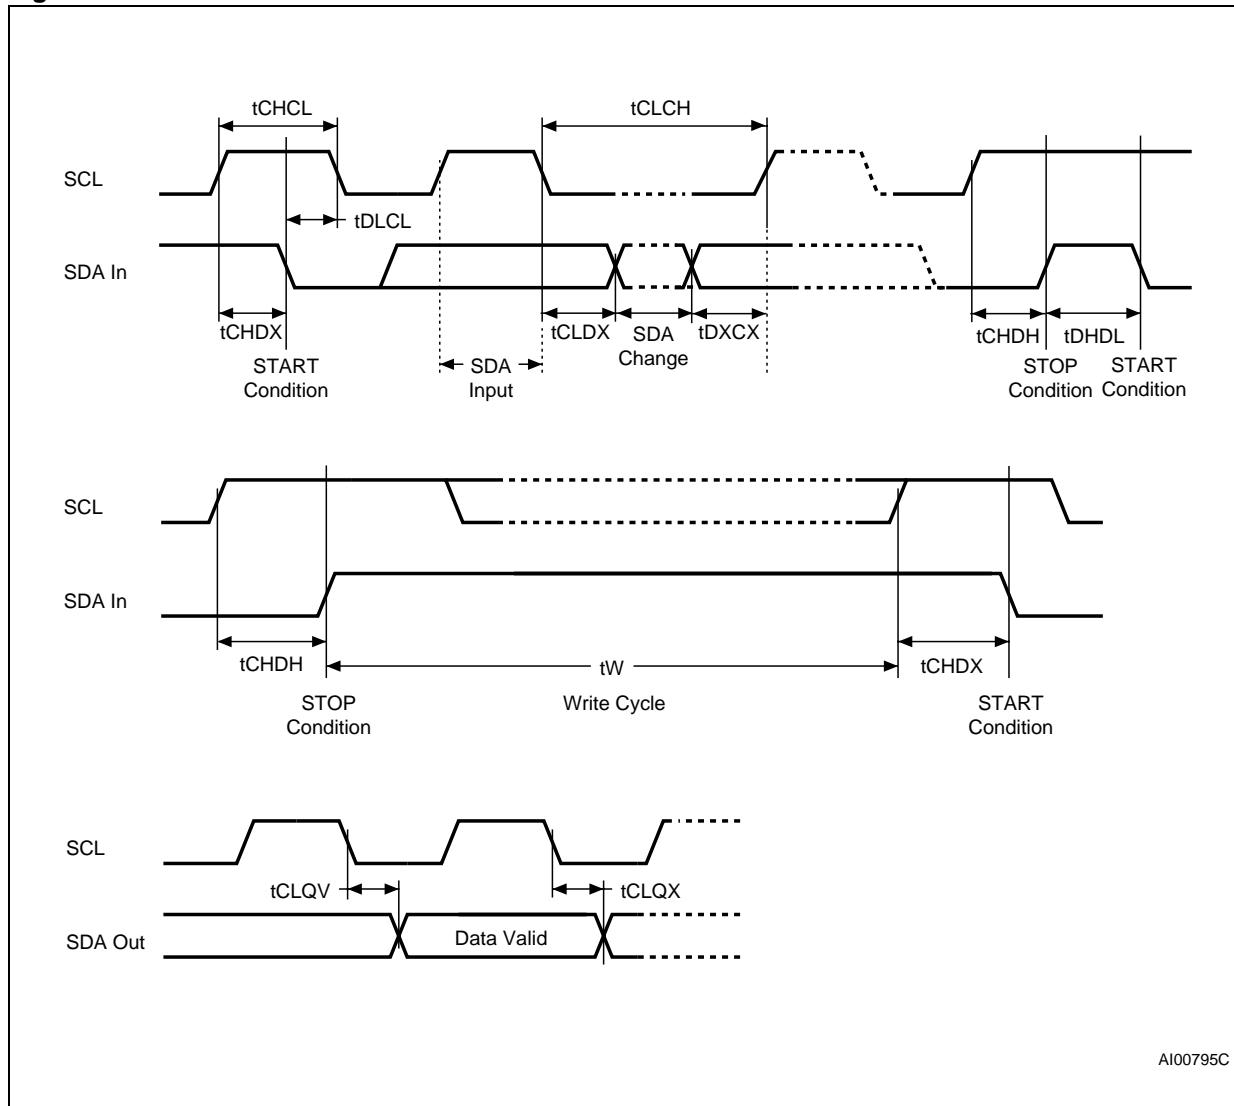 tCHCL
tCLCH
SCL
tDLCL
SDA In
tCHDX
tCLDX
SDA
Change
tDXCX
tCHDH
tDHDL
START
Condition
SDA
Input
STOP
Condition
START
Condition
SCL
SDA In
tCHDH
tW
tCHDX
STOP
Condition
Write Cycle
START
Condition
SCL
tCLQV
tCLQX
SDA Out
Data Valid
AI00795C